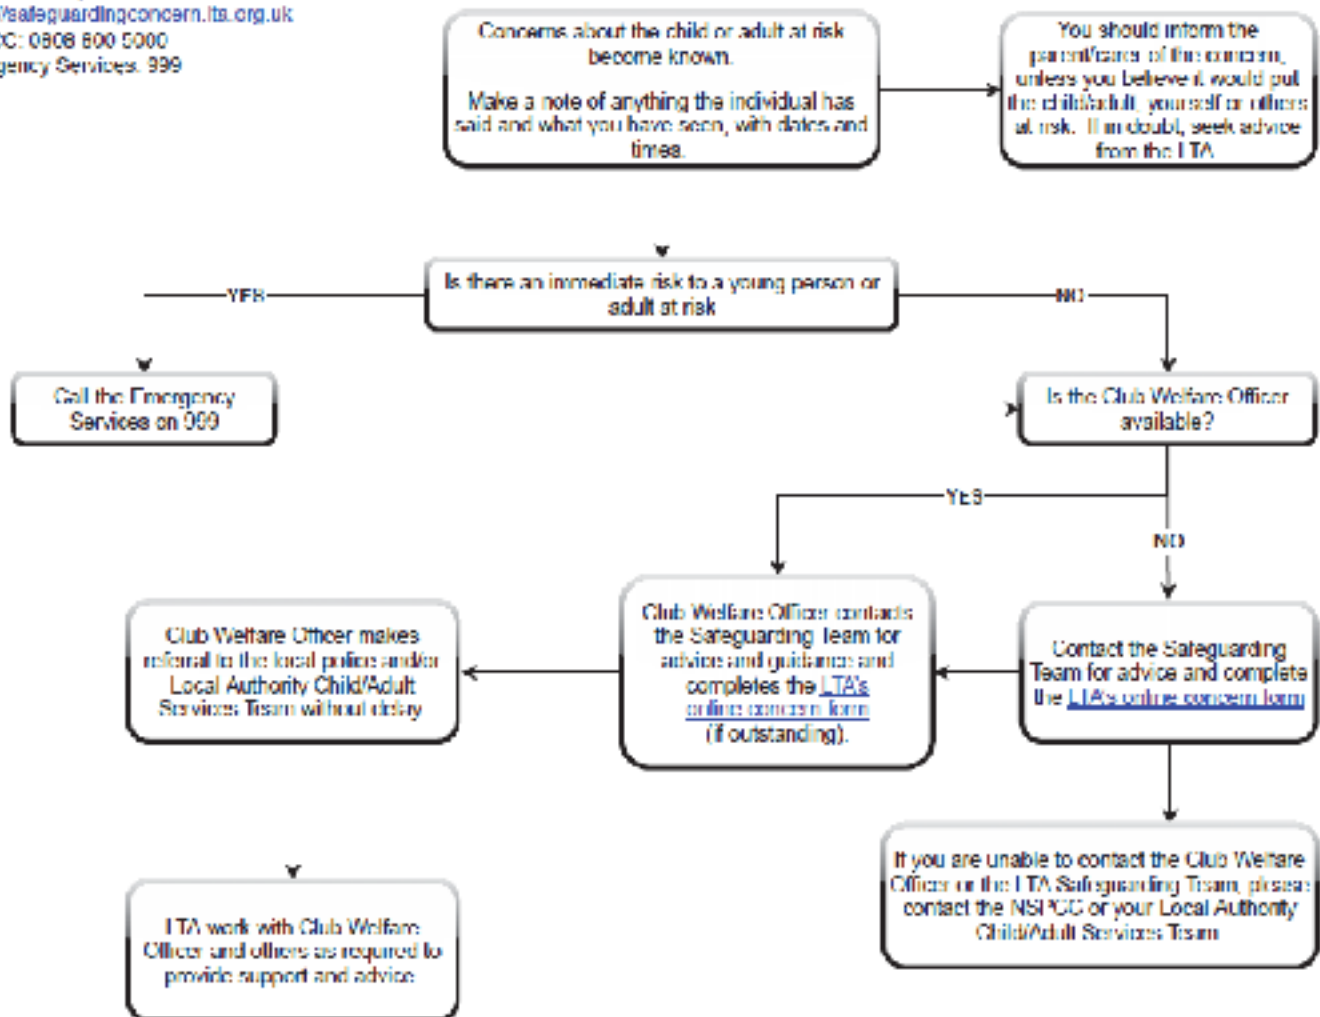 /safeguardingconcern.lta.org.uk
C: 0808 800 5000
gency Services: 999
Concerns about the child or adult at risk
become known.
Make a note of anything the individual has
said and what you have seen, with dates and
times.
You should inform the
parent/carer of the concern,
unless you believe it would put
the child/adult, yourself or others
at risk. If in doubt, seek advice
from the LTA
Is there an immediate risk to a young person or
adult at risk
YES
NO
Call the Emergency
Services on 999
Is the Club Welfare Officer
available?
YES
NO
Club Welfare Officer makes
referral to the local police and/or
Local Authority Child/Adult
Services Team without delay
Club Welfare Officer contacts
the Safeguarding Team for
advice and guidance and
completes the LTA's
online concern form
(if outstanding).
Contact the Safeguarding
Team for advice and complete
the LTA's online concern form
If you are unable to contact the Club Welfare
Officer or the LTA Safeguarding Team, please
contact the NSPCC or your Local Authority
Child/Adult Services Team
LTA work with Club Welfare
Officer and others as required to
provide support and advice